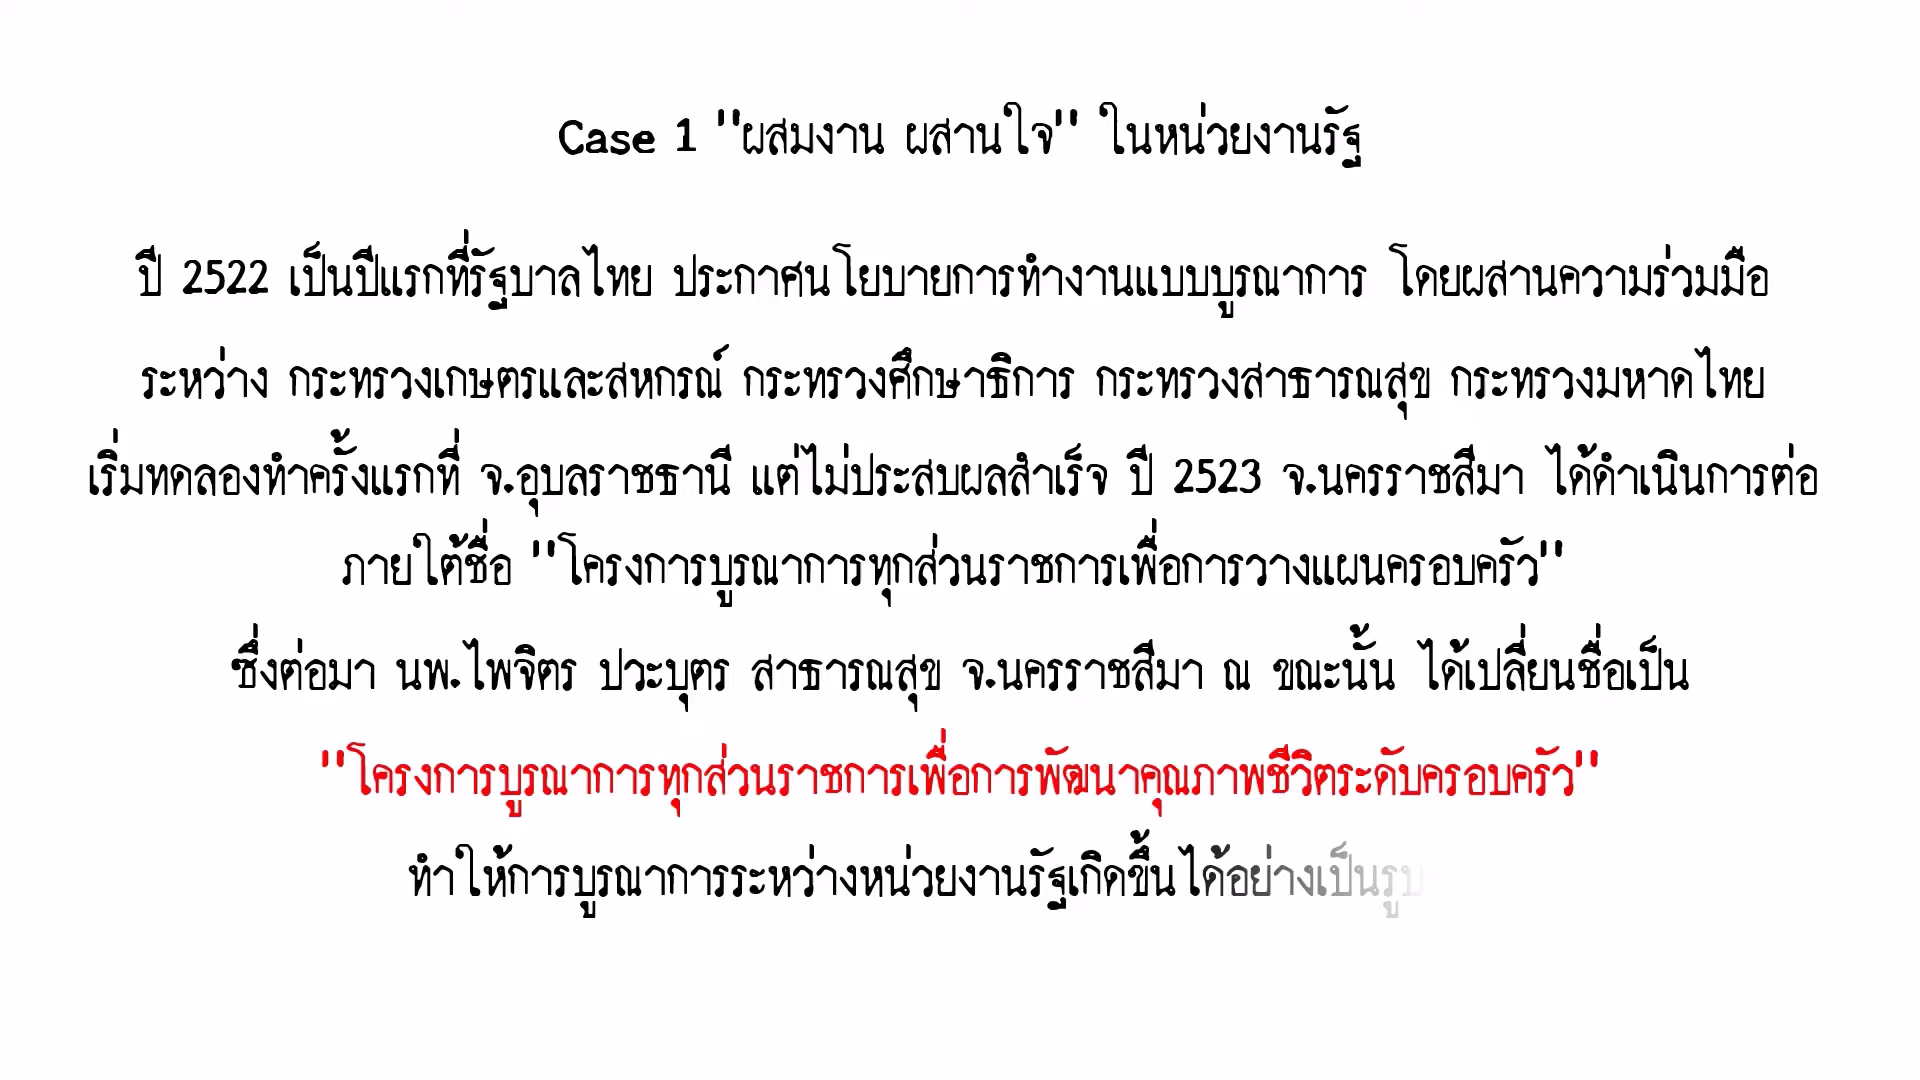 Case 1 "ผสมงาน ผสานใจ" ในหน่วยงานรัฐ
ปี 2522 เป็นปีแรกที่รัฐบาลไทย ประกาศนโยบายการทำงานแบบบูรณาการ โดยผสานความร่วมมือ
ระหว่าง กระทรวงเกษตรและสหกรณ์ กระทรวงศึกษาธิการ กระทรวงสาธารณสุข กระทรวงมหาดไทย
เริ่มทดลองทำครั้งแรกที่ จ.อุบลราชธานี แต่ไม่ประสบผลสำเร็จ ปี 2523 จ.นครราชสีมา ได้ดำเนินการต่อ
ภายใต้ชื่อ "โครงการบูรณาการทุกส่วนราชการเพื่อการวางแผนครอบครัว"
ซึ่งต่อมา นพ.ไพจิตร ปวะบุตร สาธารณสุข จ.นครราชสีมา ณ ขณะนั้น ได้เปลี่ยนชื่อเป็น
"โครงการบูรณาการทุกส่วนราชการเพื่อการพัฒนาคุณภาพชีวิตระดับครอบครัว"
ทำให้การบูรณาการระหว่างหน่วยงานรัฐเกิดขึ้นได้อย่างเป็นรูป